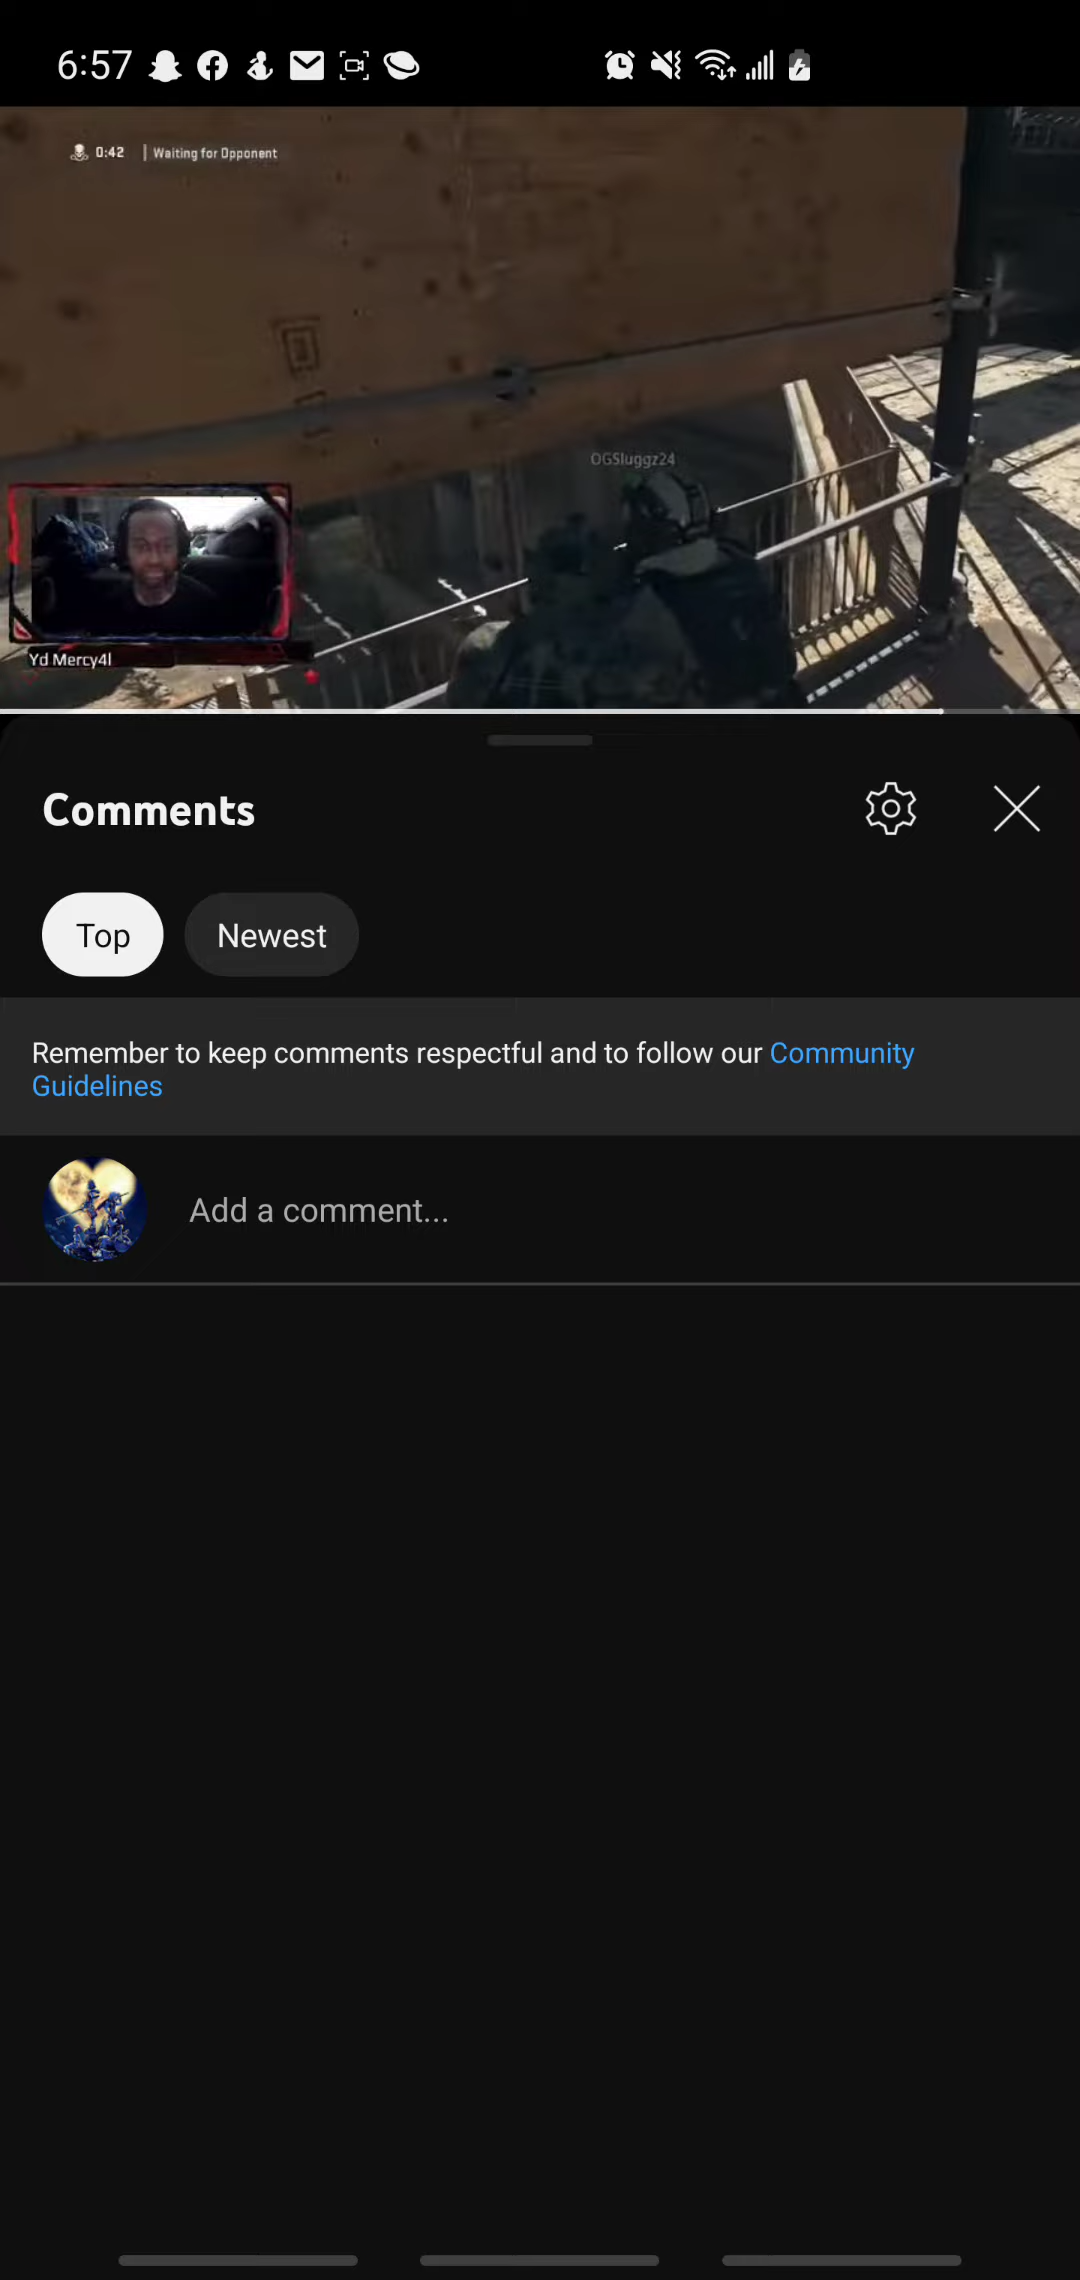 6:57
0:42 | Waiting for Opponent
OGSluggz24
Yd Mercy4l
Comments
Top Newest
Remember to keep comments respectful and to follow our Community
Guidelines
Add a comment...